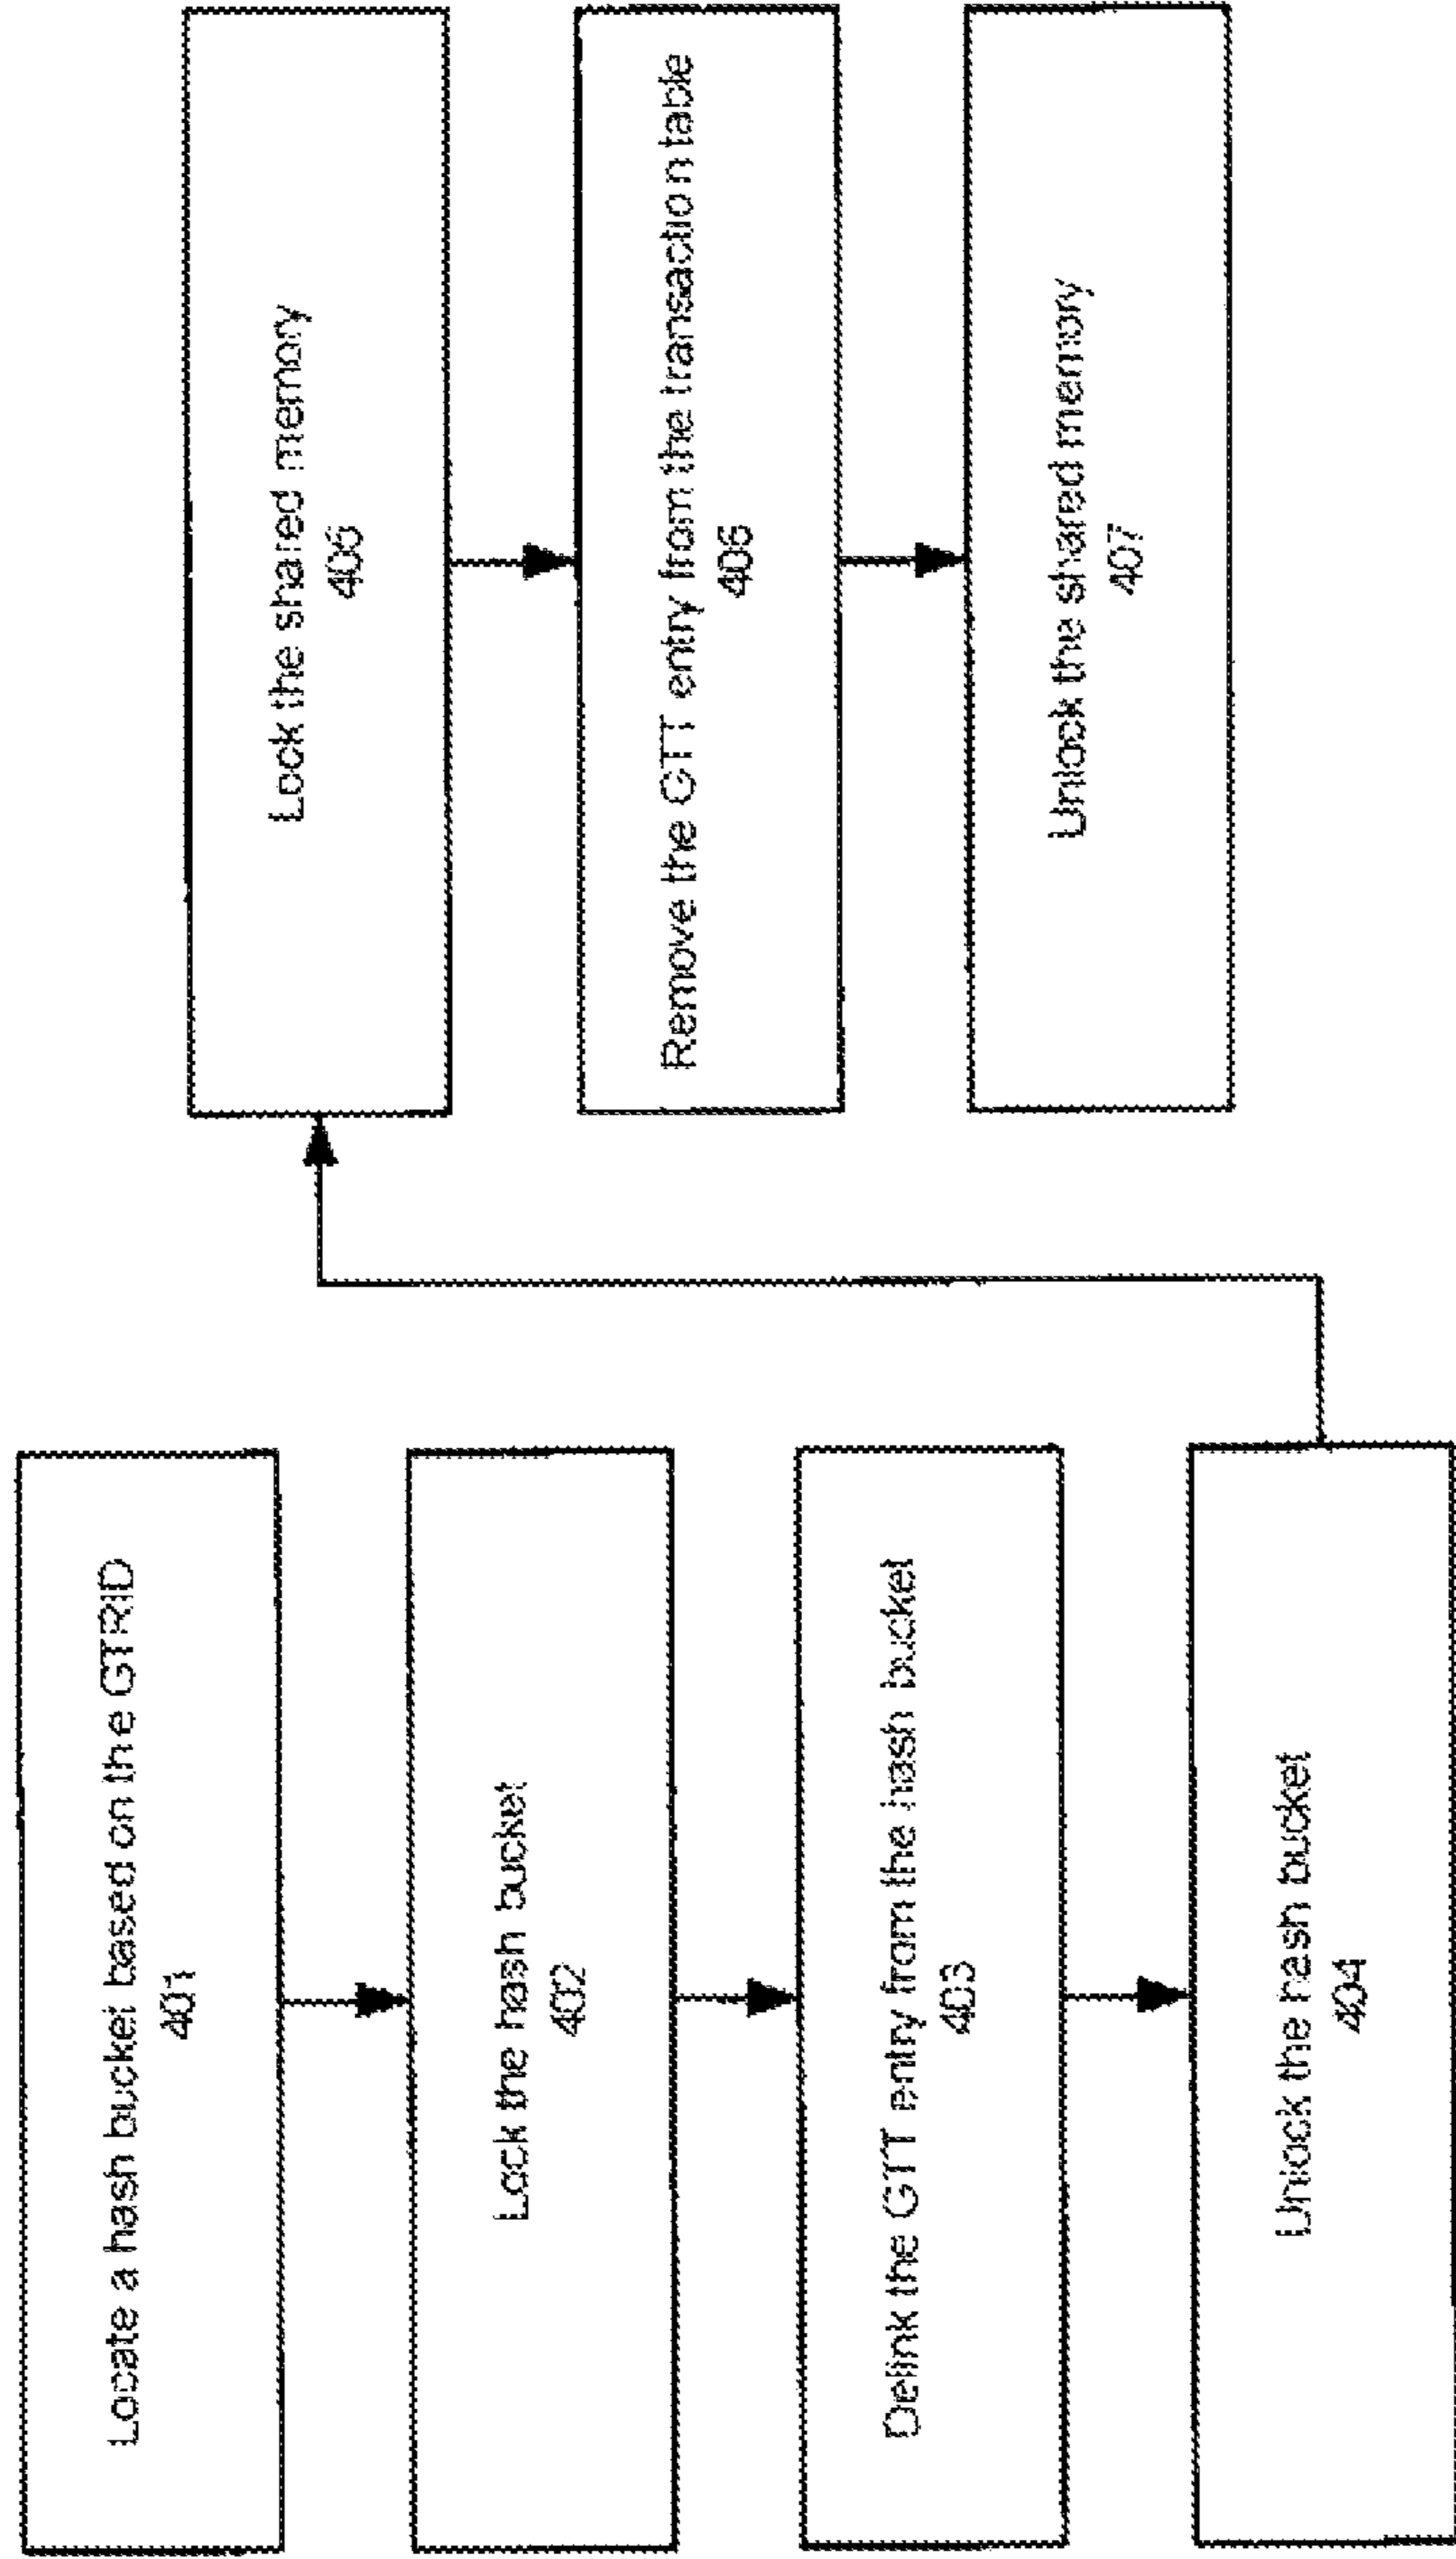 Locate a hash bucket based on the GTRID
401
Lock the hash bucket
402
Delink the GTT entry from the hash bucket
403
Unlock the hash bucket
404
Lock the shared memory
405
Remove the GTT entry from the transaction table
406
Unlock the shared memory
407